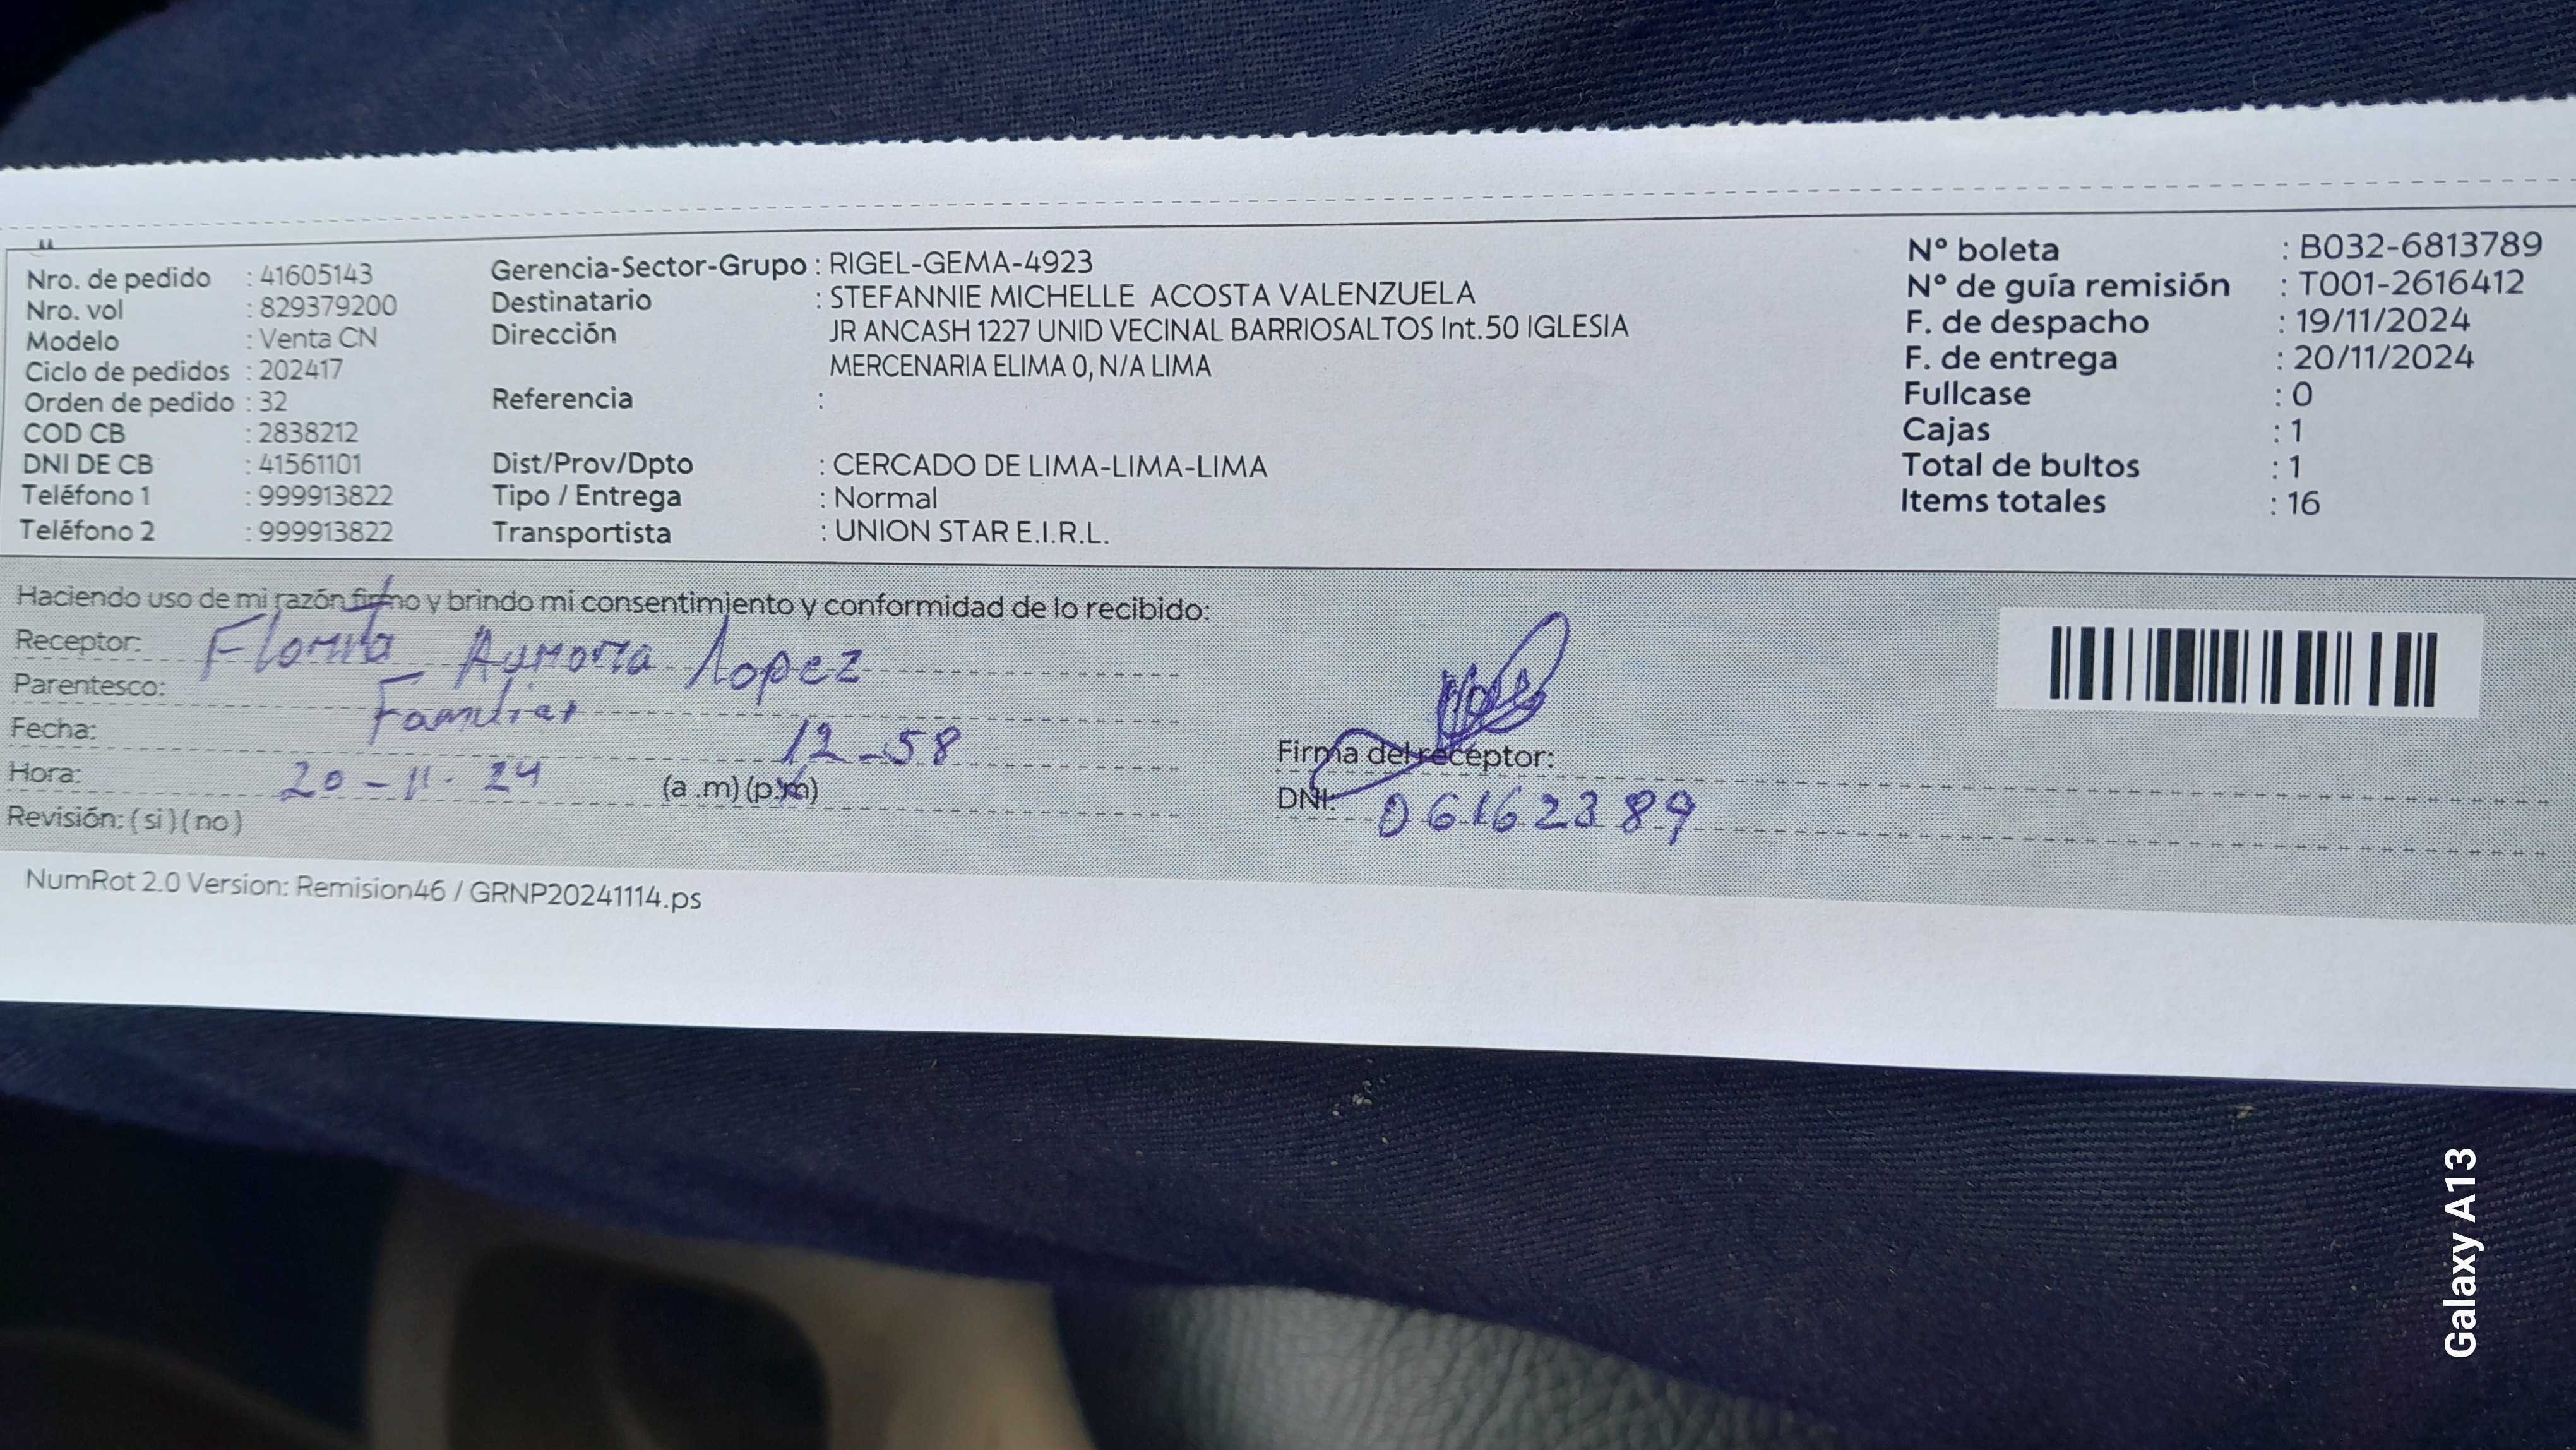 Nro. de pedido : 41605143
Nro. vol : 829379200
Modelo : Venta CN
Ciclo de pedidos : 202417
Orden de pedido : 32
COD CB : 2838212
DNI DE CB : 41561101
Teléfono 1 : 999913822
Teléfono 2 : 999913822
Gerencia-Sector-Grupo : RIGEL-GEMA-4923
Destinatario : STEFANNIE MICHELLE ACOSTA VALENZUELA
Dirección JR ANCASH 1227 UNID VECINAL BARRIOSALTOS Int.50 IGLESIA
MERCENARIA ELIMA 0, N/A LIMA
Referencia :
Dist/Prov/Dpto : CERCADO DE LIMA-LIMA-LIMA
Tipo / Entrega : Normal
Transportista : UNION STAR E.I.R.L.
Nº boleta : B032-6813789
Nº de guía remisión : T001-2616412
F. de despacho : 19/11/2024
F. de entrega : 20/11/2024
Fullcase : 0
Cajas : 1
Total de bultos : 1
Items totales : 16
Haciendo uso de mi razón firmo y brindo mi consentimiento y conformidad de lo recibido:
Receptor: Aurora Lopez
Parentesco: Familiar
Fecha: 12-58
Hora: 20-11-24 (a.m)(p.m)
Revisión: (si)(no)
Firma del receptor:
DNI: 06162389
NumRot 2.0 Version: Remision46 / GRNP20241114.ps
Galaxy A13